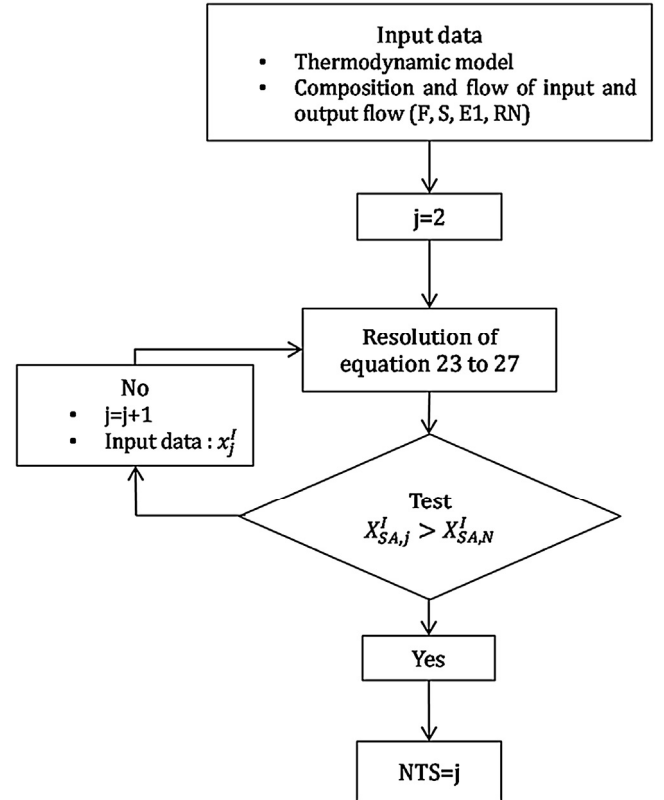 Input data
• Thermodynamic model
• Composition and flow of input and
output flow (F, S, E1, RN)
j=2
Resolution of
equation 23 to 27
No
• j=j+1
• Input data : $x_j^I$
Test
$X_{SA,j}^I > X_{SA,N}^I$
Yes
NTS=j